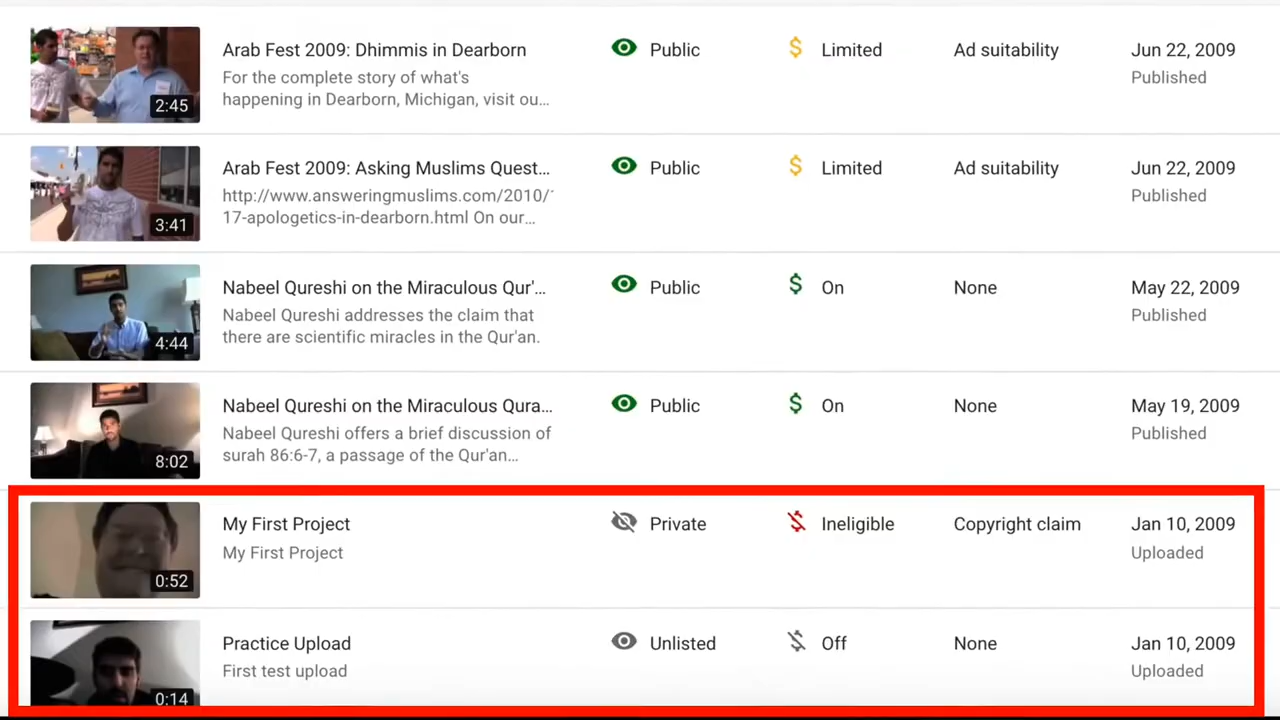 Arab Fest 2009: Dhimmis in Dearborn
For the complete story of what's
happening in Dearborn, Michigan, visit ou...
2:45
Public
Limited
Ad suitability
Jun 22, 2009
Published
Arab Fest 2009: Asking Muslims Quest...
http://www.answeringmuslims.com/2010/
17-apologetics-in-dearborn.html On our...
3:41
Public
Limited
Ad suitability
Jun 22, 2009
Published
Nabeel Qureshi on the Miraculous Qur'...
Nabeel Qureshi addresses the claim that
there are scientific miracles in the Qur'an.
4:44
Public
On
None
May 22, 2009
Published
Nabeel Qureshi on the Miraculous Qura...
Nabeel Qureshi offers a brief discussion of
surah 86:6-7, a passage of the Qur'an...
8:02
Public
On
None
May 19, 2009
Published
My First Project
My First Project
0:52
Private
Ineligible
Copyright claim
Jan 10, 2009
Uploaded
Practice Upload
First test upload
0:14
Unlisted
Off
None
Jan 10, 2009
Uploaded